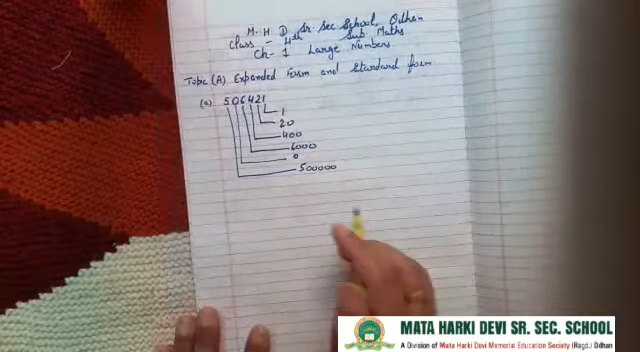 M. H D Sr. Sec School, Odhan
Class - 4th Sub. Maths
Ch- 1 Large Numbers
Topic (A) Expanded Form and Standard form
(a) 506421
1
20
400
6000
0
500000
MATA HARKI DEVI SR. SEC. SCHOOL
A Division of Mata Harki Devi Memorial Education Society (Regd.) Odhan